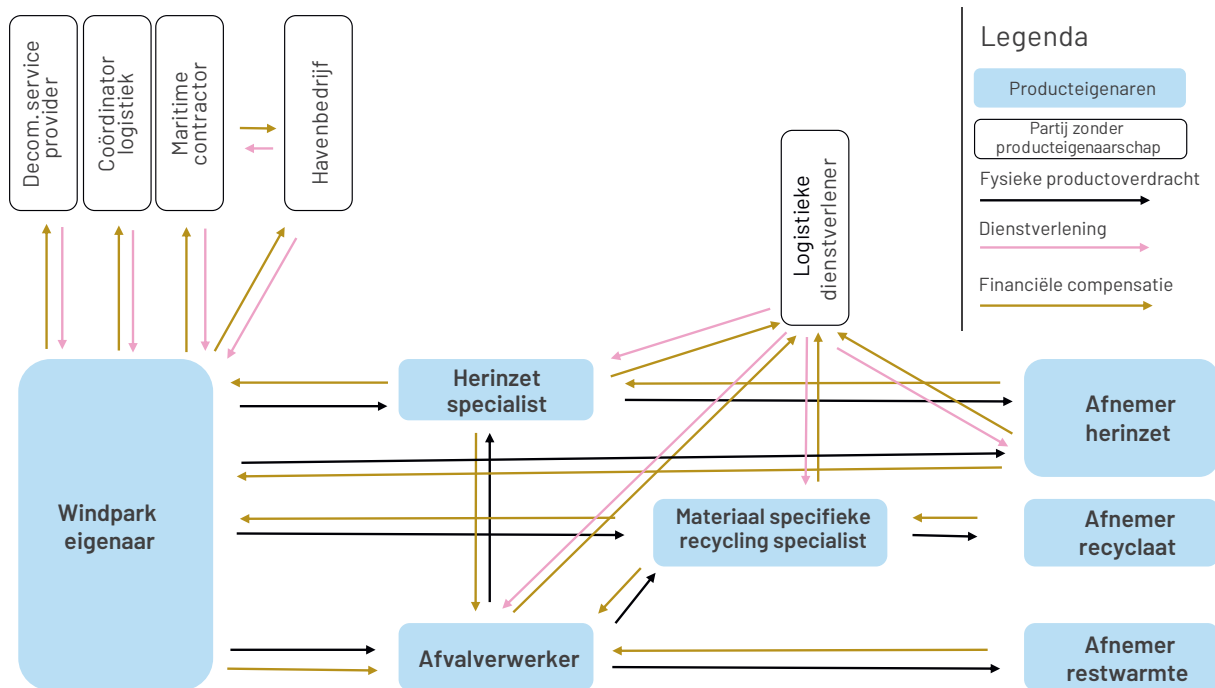 Decom. service
provider
Coördinator
logistiek
Maritime
contractor
Havenbedrijf
Logistieke
dienstverlener
Legenda
Producteigenaren
Partij zonder
producteigenaarschap
Fysieke productoverdracht
Dienstverlening
Financiële compensatie
Windpark
eigenaar
Herinzet
specialist
Afnemer
herinzet
Materiaal specifieke
recycling specialist
Afnemer
recyclaat
Afvalverwerker
Afnemer
restwarmte